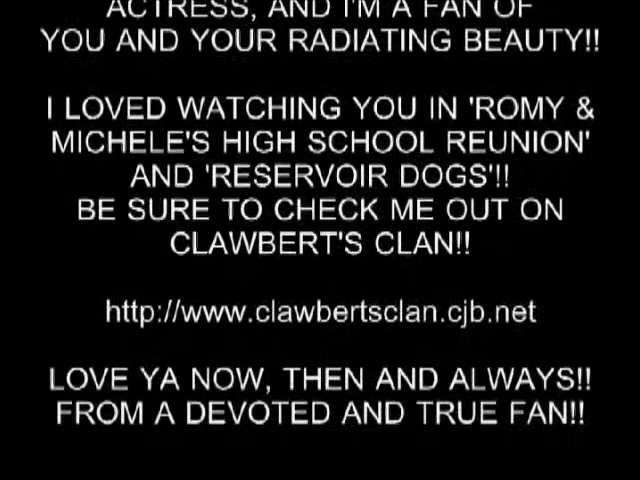 ACTRESS, AND I'M A FAN OF
YOU AND YOUR RADIATING BEAUTY!!
I LOVED WATCHING YOU IN 'ROMY &
MICHELE'S HIGH SCHOOL REUNION'
AND 'RESERVOIR DOGS'!!
BE SURE TO CHECK ME OUT ON
CLAWBERT'S CLAN!!
http://www.clawbertsclan.cjb.net
LOVE YA NOW, THEN AND ALWAYS!!
FROM A DEVOTED AND TRUE FAN!!